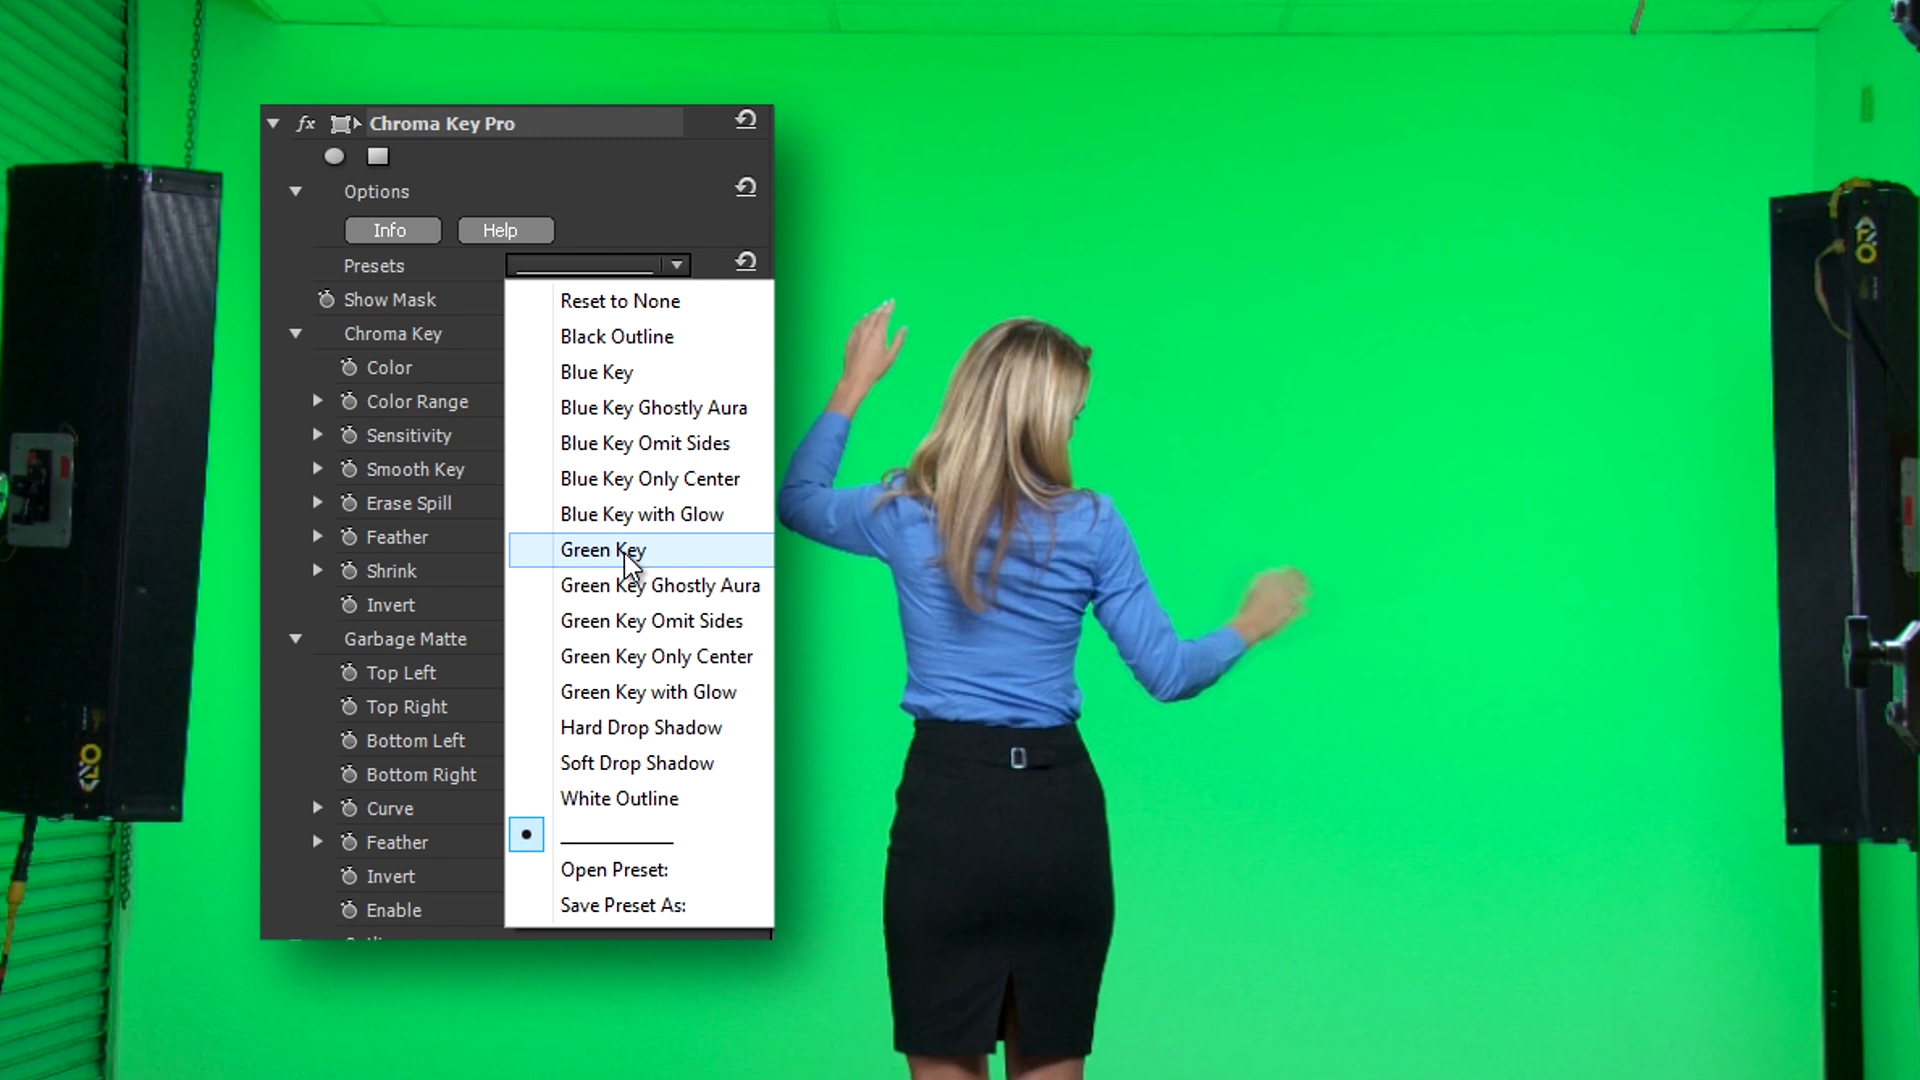 fx Chroma Key Pro
Options
Info Help
Presets
Show Mask
Chroma Key
Color
Color Range
Sensitivity
Smooth Key
Erase Spill
Feather
Shrink
Invert
Garbage Matte
Top Left
Top Right
Bottom Left
Bottom Right
Curve
Feather
Invert
Enable
Reset to None
Black Outline
Blue Key
Blue Key Ghostly Aura
Blue Key Omit Sides
Blue Key Only Center
Blue Key with Glow
Green Key
Green Key Ghostly Aura
Green Key Omit Sides
Green Key Only Center
Green Key with Glow
Hard Drop Shadow
Soft Drop Shadow
White Outline
Open Preset:
Save Preset As: